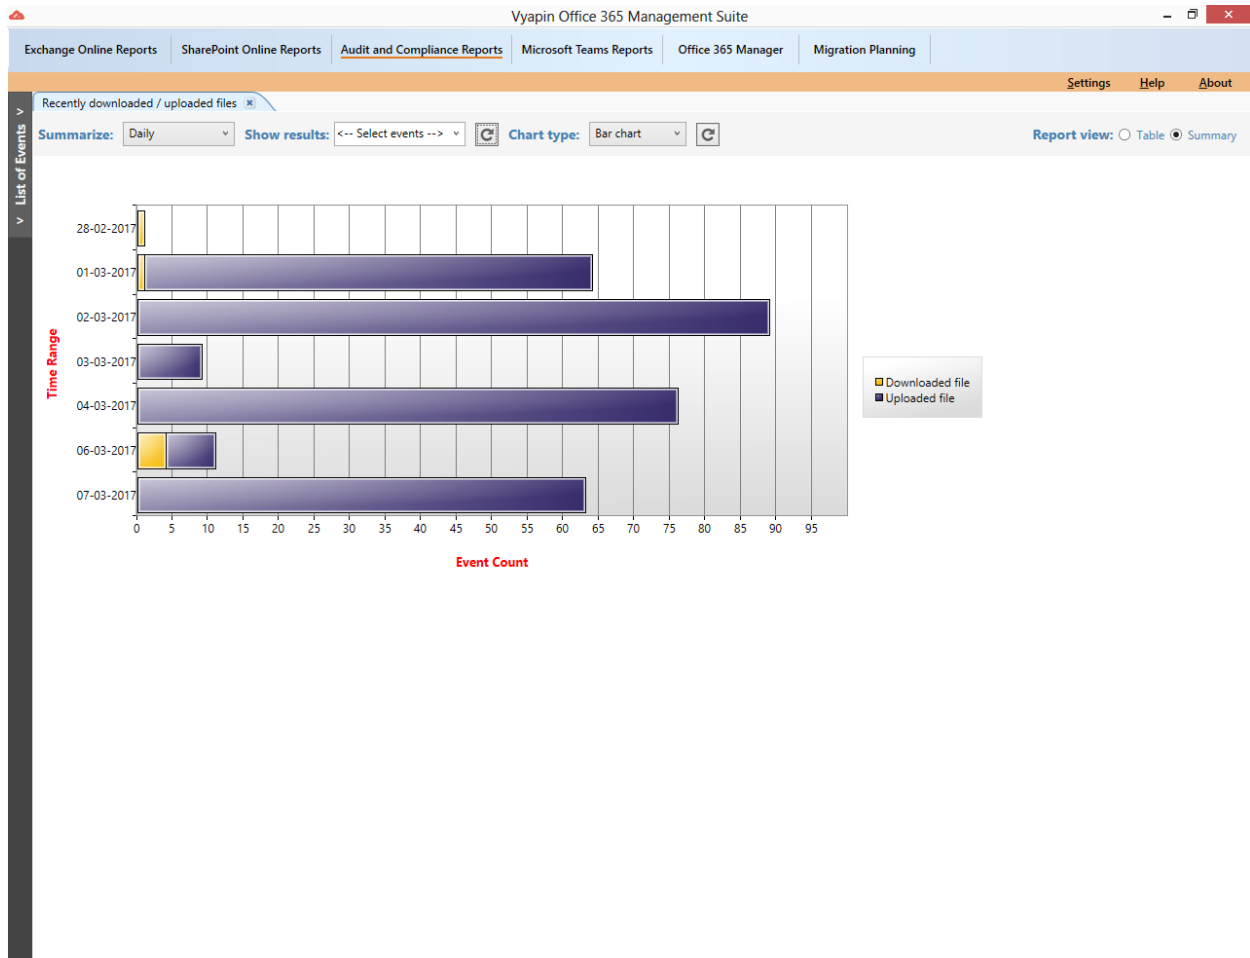 Vyapin Office 365 Management Suite
Exchange Online Reports SharePoint Online Reports Audit and Compliance Reports Microsoft Teams Reports Office 365 Manager Migration Planning
Settings Help About
Recently downloaded / uploaded files
Summarize: Daily Show results: <-- Select events --> Chart type: Bar chart Report view: Table Summary
> List of Events >
Time Range
28-02-2017
01-03-2017
02-03-2017
03-03-2017
04-03-2017
06-03-2017
07-03-2017
0 5 10 15 20 25 30 35 40 45 50 55 60 65 70 75 80 85 90 95
Event Count
Downloaded file
Uploaded file